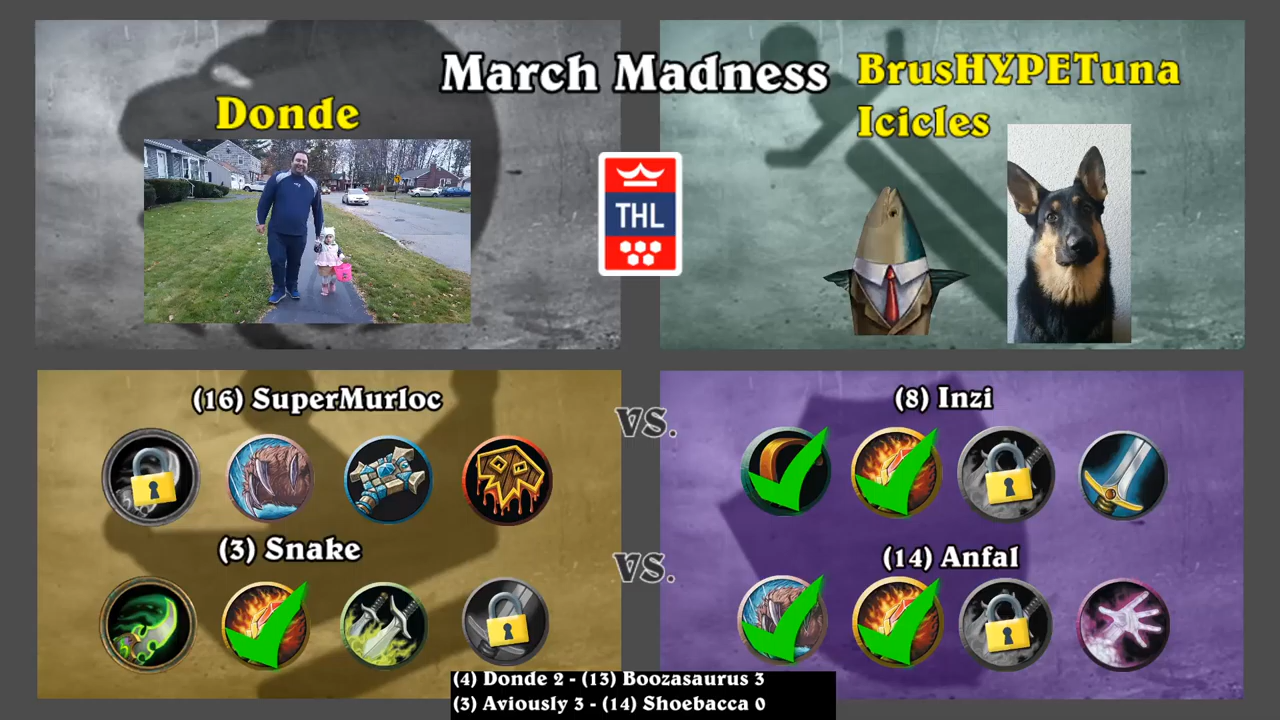 March Madness
Donde
BrusHYPETuna
Icicles
THL
(16) SuperMurloc
vs.
(8) Inzi
(3) Snake
vs.
(14) Anfal
(4) Donde 2 - (13) Boozasaurus 3
(3) Aviously 3 - (14) Shoebacca 0